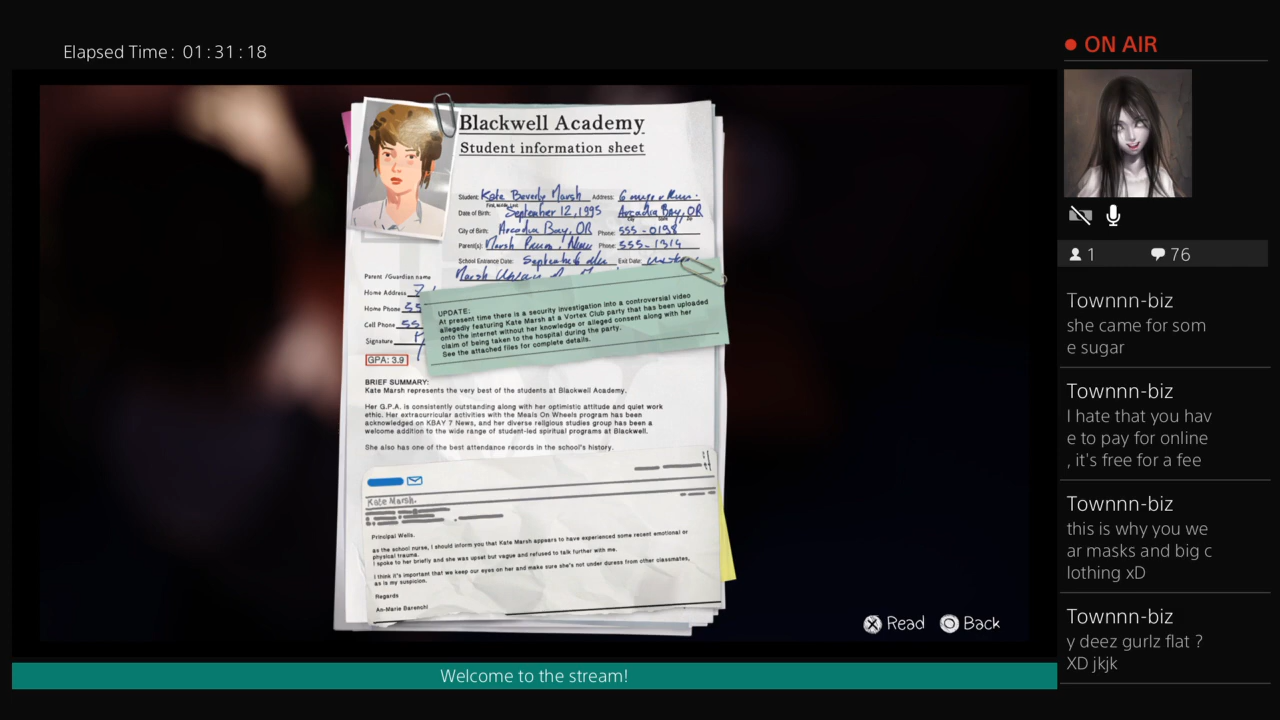 Elapsed Time: 01:31:18
ON AIR
Blackwell Academy
Student information sheet
Student: Kate Beverly Marsh Address:
First, Middle, Last
Date of Birth: September 12, 1995 Arcadia Bay, OR
City of Birth: Arcadia Bay, OR Phone: 555-0198
Parent(s): Marsh Phone: 555-1314
School Entrance Date: September Exit Date:
Marsh
Parent /Guardian name
Home Address 7
Home Phone 55
Cell Phone 55
Signature
GPA: 3.9
UPDATE:
At present time there is a security investigation into a controversial video
allegedly featuring Kate Marsh at a Vortex Club party that has been uploaded
onto the internet without her knowledge or alleged consent along with her
claim of being taken to the hospital during the party.
See the attached files for complete details.
BRIEF SUMMARY:
Kate Marsh represents the very best of the students at Blackwell Academy.
Her G.P.A. is consistently outstanding along with her optimistic attitude and quiet work
ethic. Her extracurricular activities with the Meals On Wheels program has been
acknowledged on KBAY 7 News, and her diverse religious studies group has been a
welcome addition to the wide range of student-led spiritual programs at Blackwell.
She also has one of the best attendance records in the school's history.
Kate Marsh.
Principal Wells.
as the school nurse, I should inform you that Kate Marsh appears to have experienced some recent emotional or
physical trauma.
I spoke to her briefly and she was upset but vague and refused to talk further with me.
I think it's important that we keep our eyes on her and make sure she's not under duress from other classmates,
as is my suspicion.
Regards
An-Marie Barenchi
Read Back
Welcome to the stream!
1 76
Townnn-biz
she came for som
e sugar
Townnn-biz
I hate that you hav
e to pay for online
, it's free for a fee
Townnn-biz
this is why you we
ar masks and big c
lothing xD
Townnn-biz
y deez gurlz flat ?
XD jkjk